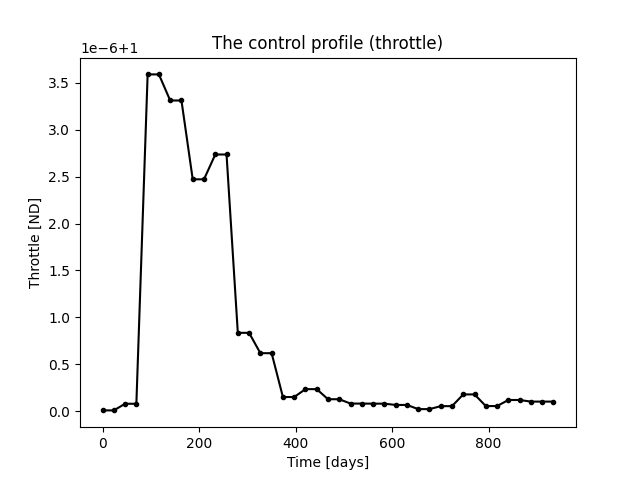 The control profile (throttle)
1e−6+1
3.5
3.0
2.5
2.0
1.5
1.0
0.5
0.0
Throttle [ND]
0 200 400 600 800
Time [days]